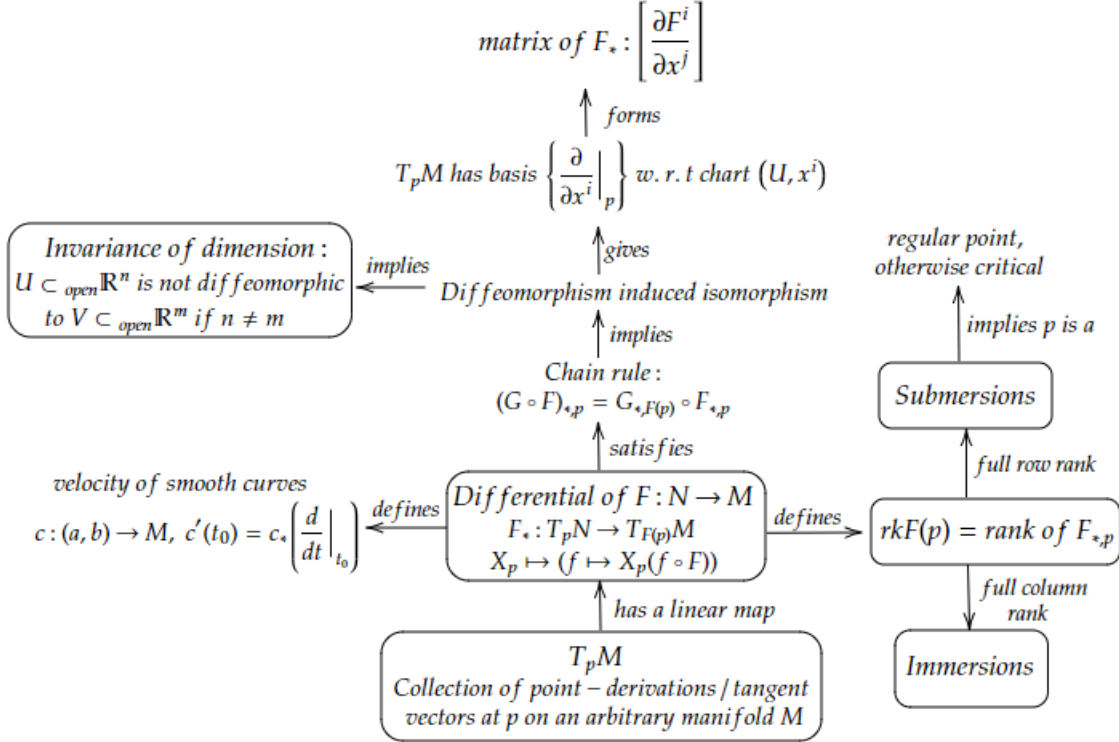 matrix of F_* : [∂F^i/∂x^j]
forms
T_pM has basis {∂/∂x^i|_p} w. r. t chart (U, x^i)
Invariance of dimension :
U ⊂ _open ℝ^n is not diffeomorphic
to V ⊂ _open ℝ^m if n ≠ m
implies
gives
Diffeomorphism induced isomorphism
regular point,
otherwise critical
implies p is a
implies
Chain rule :
(G ∘ F)_{*,p} = G_{*,F(p)} ∘ F_{*,p}
Submersions
satisfies
full row rank
velocity of smooth curves
c : (a, b) → M, c′(t_0) = c_*(d/dt|_{t_0})
defines
Differential of F : N → M
F_* : T_pN → T_{F(p)}M
X_p ↦ (f ↦ X_p(f ∘ F))
defines
rkF(p) = rank of F_{*,p}
has a linear map
full column
rank
Immersions
T_pM
Collection of point − derivations / tangent
vectors at p on an arbitrary manifold M